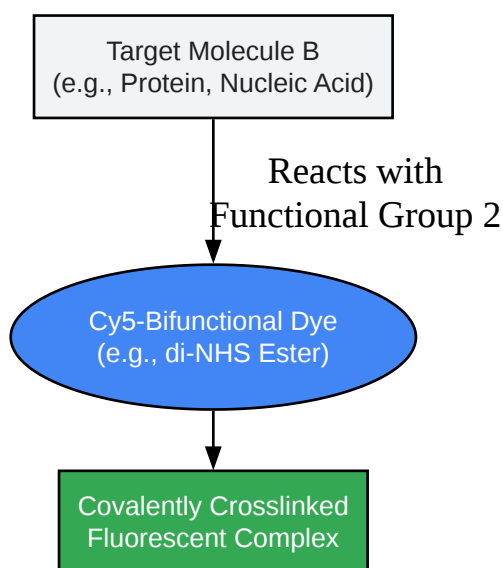 Target Molecule B
(e.g., Protein, Nucleic Acid)
Reacts with
Functional Group 2
Cy5-Bifunctional Dye
(e.g., di-NHS Ester)
Covalently Crosslinked
Fluorescent Complex